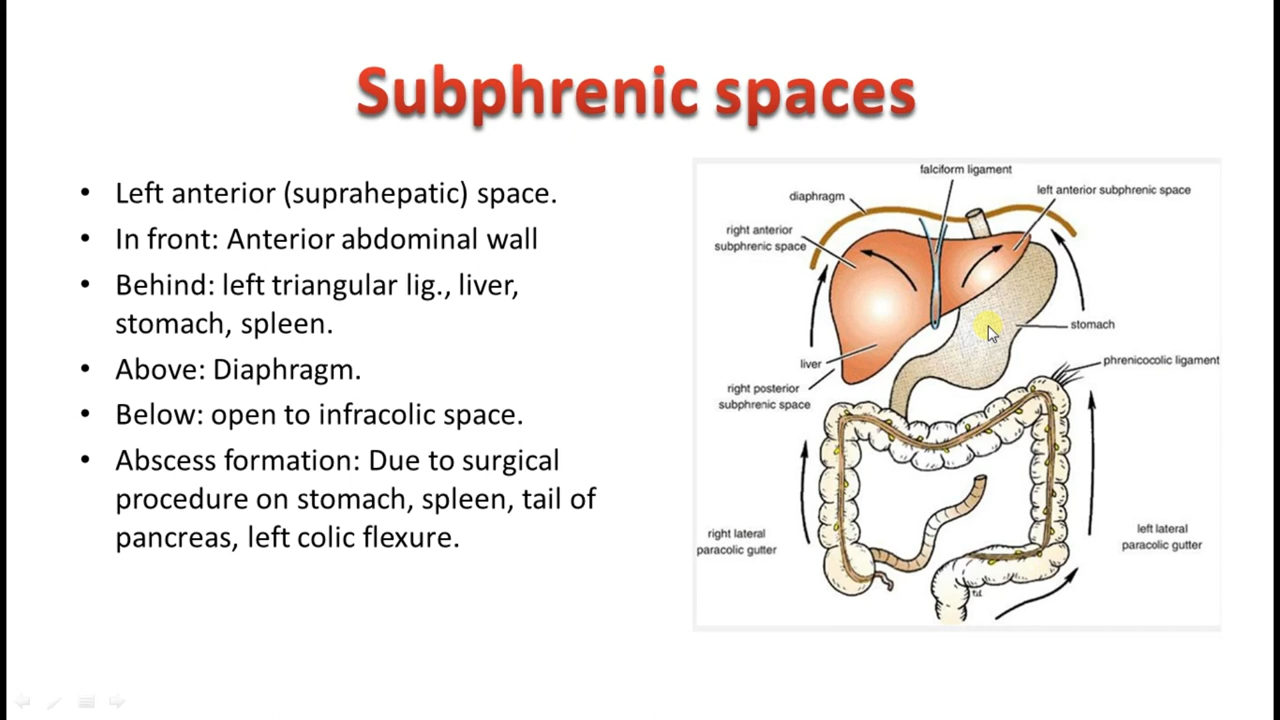 Subphrenic spaces
• Left anterior (suprahepatic) space.
• In front: Anterior abdominal wall
• Behind: left triangular lig., liver,
stomach, spleen.
• Above: Diaphragm.
• Below: open to infracolic space.
• Abscess formation: Due to surgical
procedure on stomach, spleen, tail of
pancreas, left colic flexure.
falciform ligament
diaphragm
left anterior subphrenic space
right anterior
subphrenic space
stomach
liver
phrenicocolic ligament
right posterior
subphrenic space
right lateral
paracolic gutter
left lateral
paracolic gutter